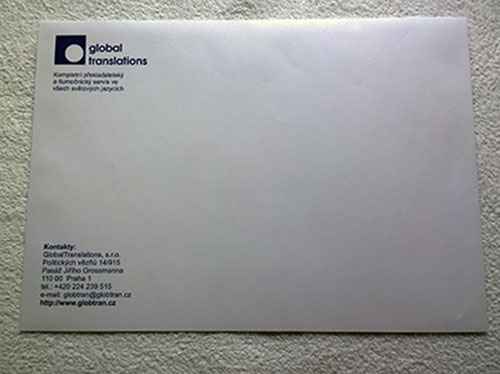 global
translations
Kompletní překladatelský
a tlumočnický servis ve
všech světových jazycích
Kontakty:
GlobalTranslations, s.r.o.
Politických vězňů 14/915
Pasáž Jiřího Grossmanna
110 00 Praha 1
tel.: +420 224 239 515
e-mail: globtran@globtran.cz
http://www.globtran.cz